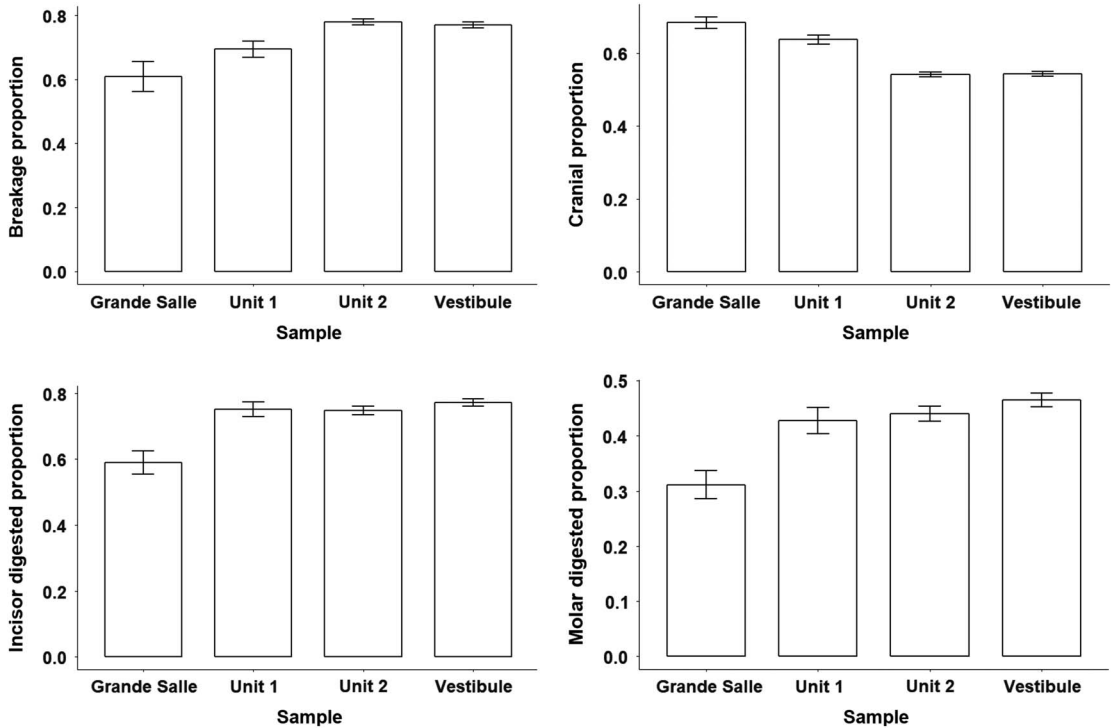 Breakage proportion
0.8
0.6
0.4
0.2
0.0
Grande Salle Unit 1 Unit 2 Vestibule
Sample
Cranial proportion
0.6
0.4
0.2
0.0
Grande Salle Unit 1 Unit 2 Vestibule
Sample
Incisor digested proportion
0.8
0.6
0.4
0.2
0.0
Grande Salle Unit 1 Unit 2 Vestibule
Sample
Molar digested proportion
0.5
0.4
0.3
0.2
0.1
0.0
Grande Salle Unit 1 Unit 2 Vestibule
Sample